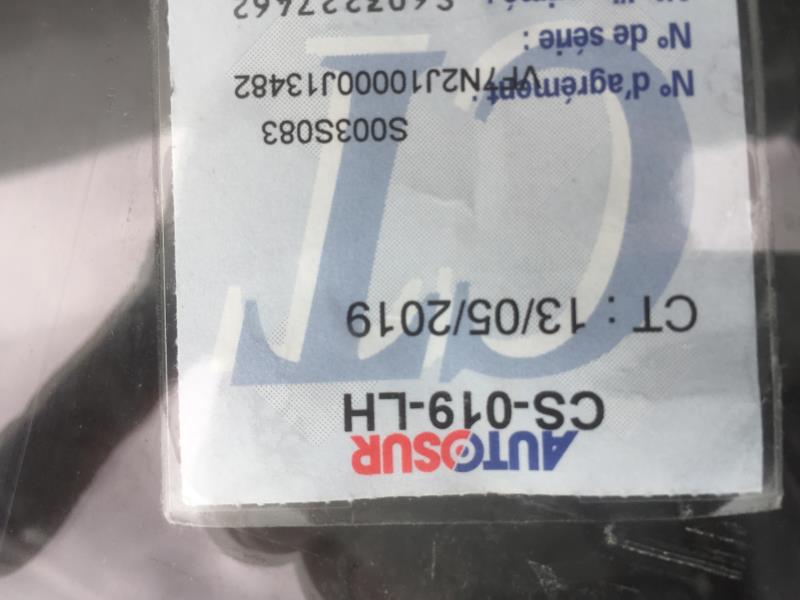 AUTOSUR
CS-019-LH
CT : 13/05/2019
S003S083
N° d'agrément :
VF7N2J10000J13482
N° de série :